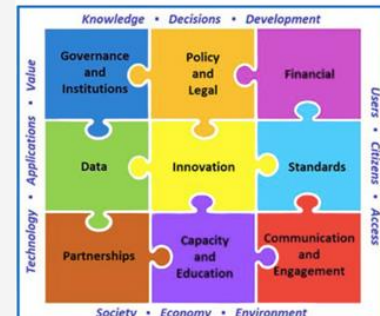 Knowledge • Decisions • Development
Governance
and
Institutions
Policy
and
Legal
Financial
Technology • Applications • Value
Users • Citizens • Access
Data
Innovation
Standards
Partnerships
Capacity
and
Education
Communication
and
Engagement
Society • Economy • Environment